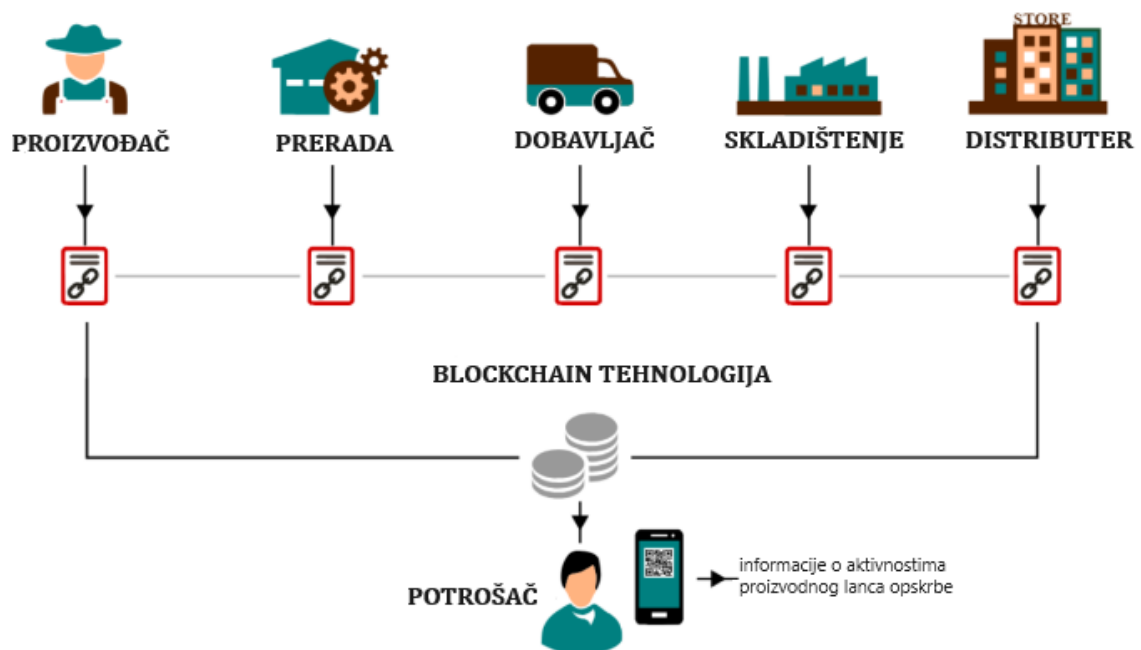 STORE
PROIZVOĐAČ
PRERADA
DOBAVLJAČ
SKLADIŠTENJE
DISTRIBUTER
BLOCKCHAIN TEHNOLOGIJA
POTROŠAČ
informacije o aktivnostima
proizvodnog lanca opskrbe